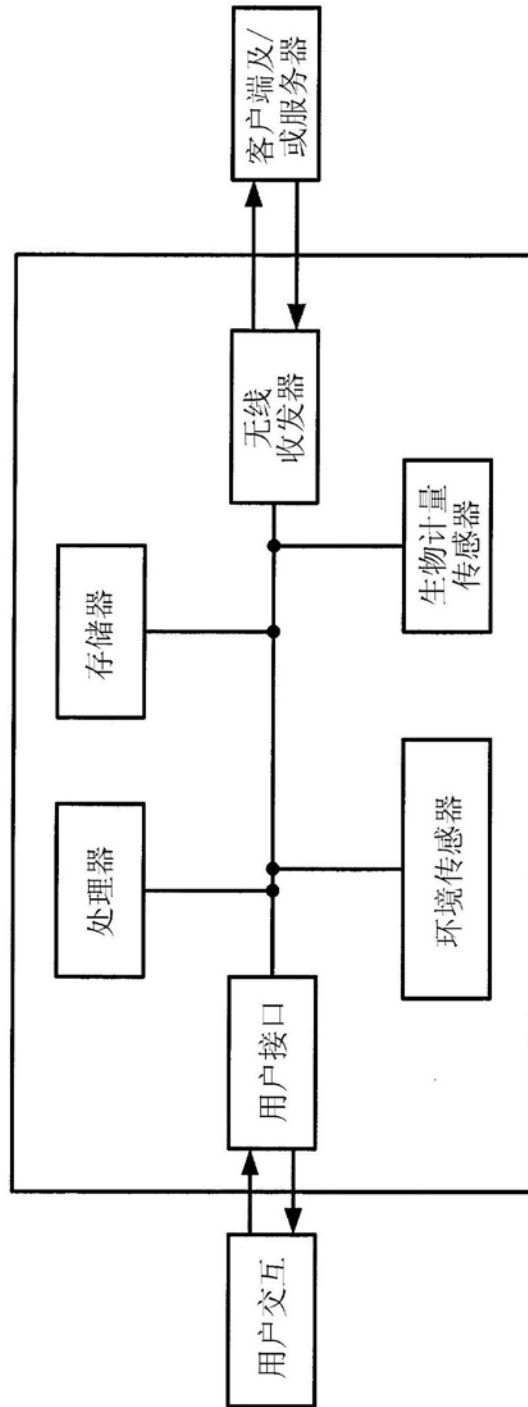 处理器
存储器
用户交互
用户接口
无线
收发器
客户端及/
或服务器
环境传感器
生物计量
传感器